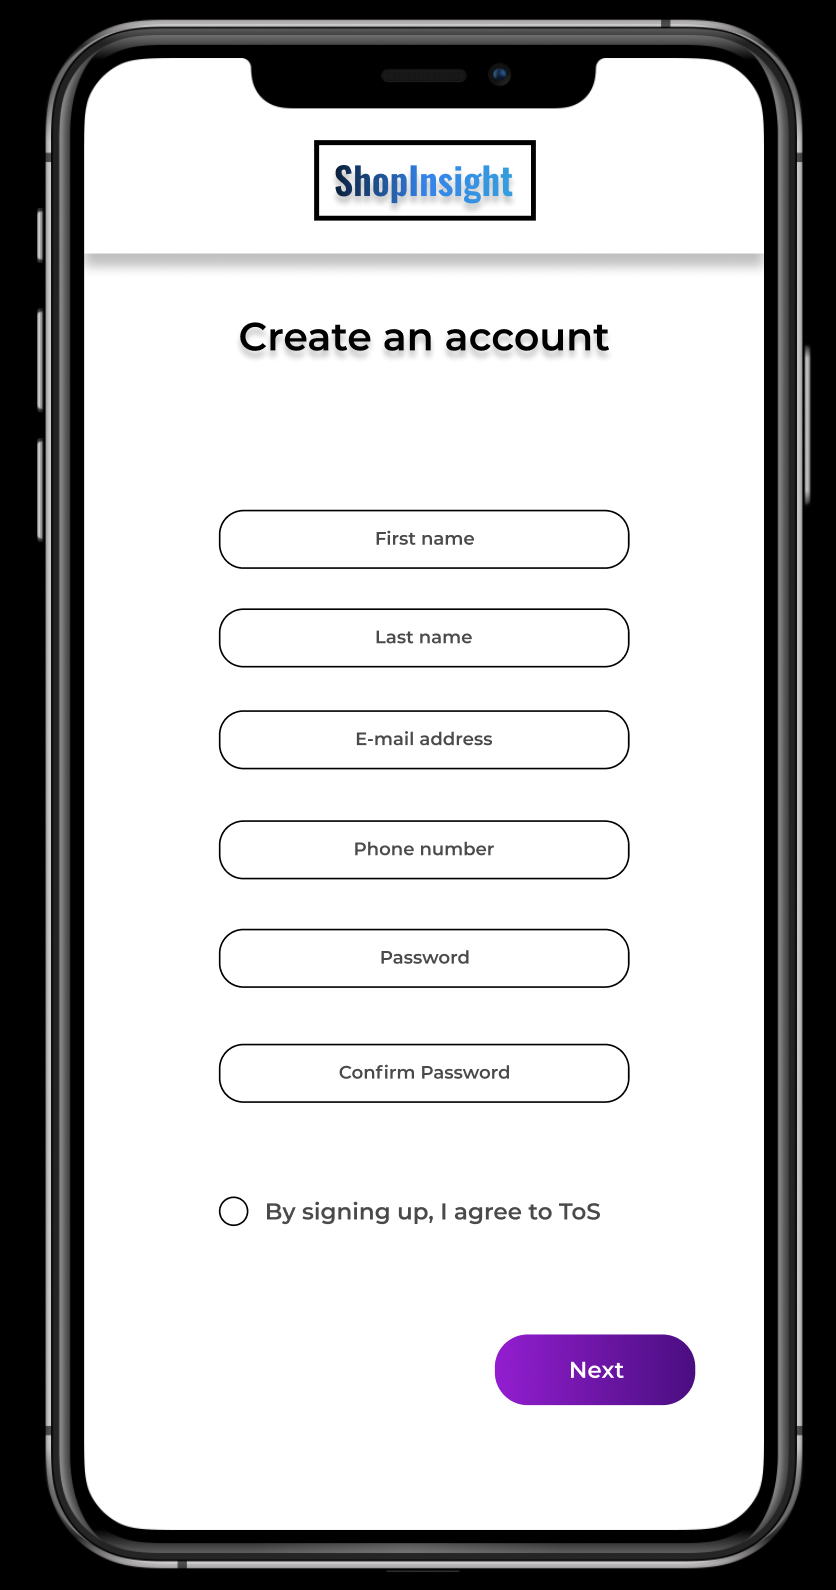 ShopInsight
Create an account
First name
Last name
E-mail address
Phone number
Password
Confirm Password
By signing up, I agree to ToS
Next